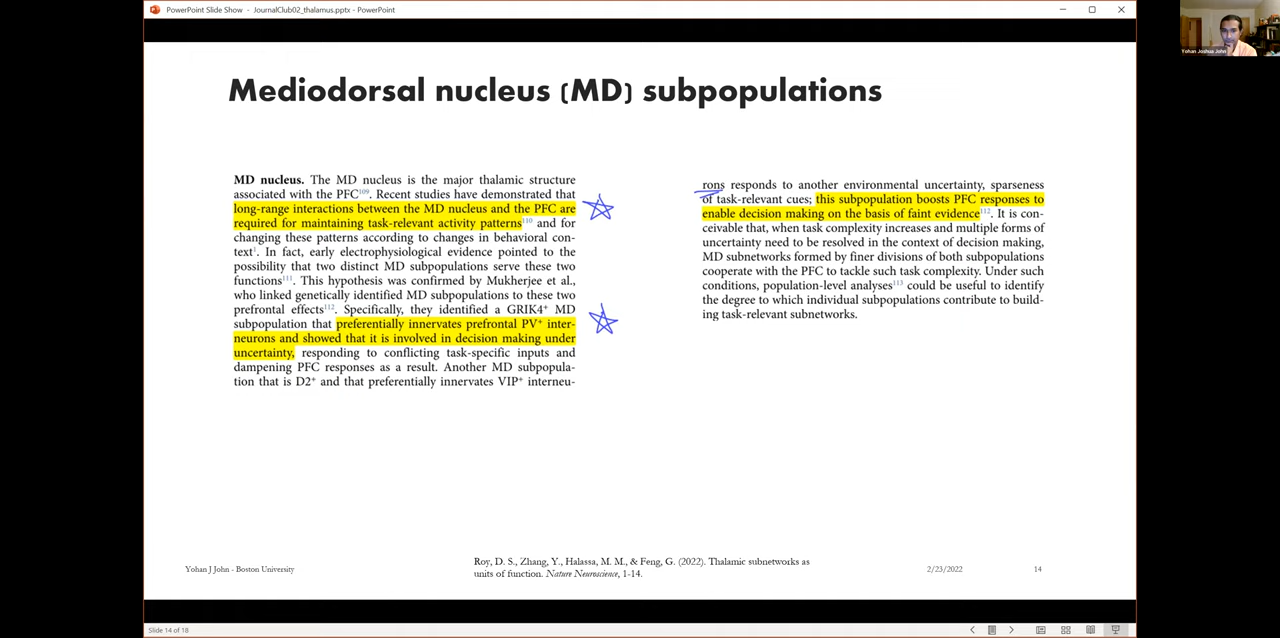 PowerPoint Slide Show - JournalClub02_thalamus.pptx - PowerPoint
Yohan Joshua John
Mediodorsal nucleus (MD) subpopulations
MD nucleus. The MD nucleus is the major thalamic structure
associated with the PFC109. Recent studies have demonstrated that
long-range interactions between the MD nucleus and the PFC are
required for maintaining task-relevant activity patterns110 and for
changing these patterns according to changes in behavioral con-
text1. In fact, early electrophysiological evidence pointed to the
possibility that two distinct MD subpopulations serve these two
functions111. This hypothesis was confirmed by Mukherjee et al.,
who linked genetically identified MD subpopulations to these two
prefrontal effects112. Specifically, they identified a GRIK4+ MD
subpopulation that preferentially innervates prefrontal PV+ inter-
neurons and showed that it is involved in decision making under
uncertainty, responding to conflicting task-specific inputs and
dampening PFC responses as a result. Another MD subpopula-
tion that is D2+ and that preferentially innervates VIP+ interneu-
rons responds to another environmental uncertainty, sparseness
of task-relevant cues; this subpopulation boosts PFC responses to
enable decision making on the basis of faint evidence112. It is con-
ceivable that, when task complexity increases and multiple forms of
uncertainty need to be resolved in the context of decision making,
MD subnetworks formed by finer divisions of both subpopulations
cooperate with the PFC to tackle such task complexity. Under such
conditions, population-level analyses113 could be useful to identify
the degree to which individual subpopulations contribute to build-
ing task-relevant subnetworks.
Yohan J John - Boston University
Roy, D. S., Zhang, Y., Halassa, M. M., & Feng, G. (2022). Thalamic subnetworks as
units of function. Nature Neuroscience, 1-14.
2/23/2022
14
Slide 14 of 18